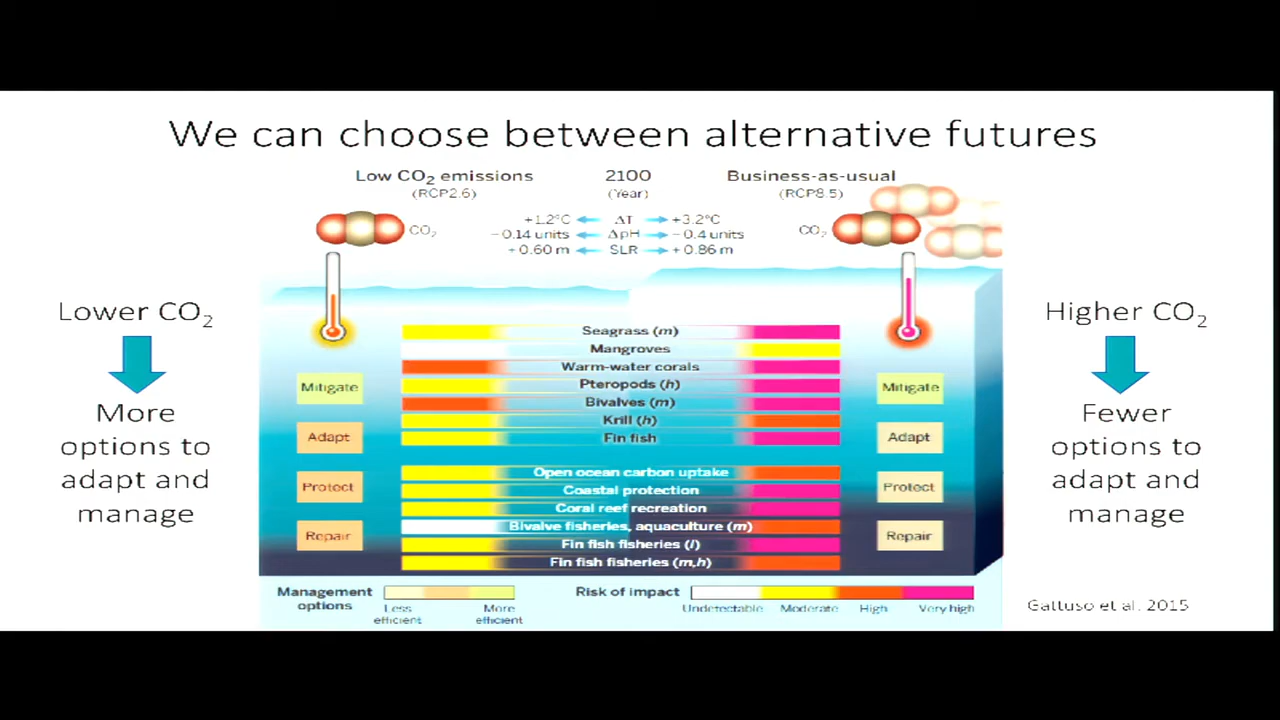 We can choose between alternative futures
Low CO₂ emissions
(RCP2.6)
2100
(Year)
Business-as-usual
(RCP8.5)
CO₂
+1.2°C ← ΔT → +3.2°C
−0.14 units ← ΔpH → −0.4 units
+0.60 m ← SLR → +0.86 m
CO₂
Lower CO₂
More
options to
adapt and
manage
Mitigate
Adapt
Protect
Repair
Seagrass (m)
Mangroves
Warm-water corals
Pteropods (h)
Bivalves (m)
Krill (h)
Fin fish
Open ocean carbon uptake
Coastal protection
Coral reef recreation
Bivalve fisheries, aquaculture (m)
Fin fish fisheries (l)
Fin fish fisheries (m,h)
Mitigate
Adapt
Protect
Repair
Higher CO₂
Fewer
options to
adapt and
manage
Management
options
Less
efficient
More
efficient
Risk of impact
Undetectable Moderate High Very high
Gattuso et al. 2015